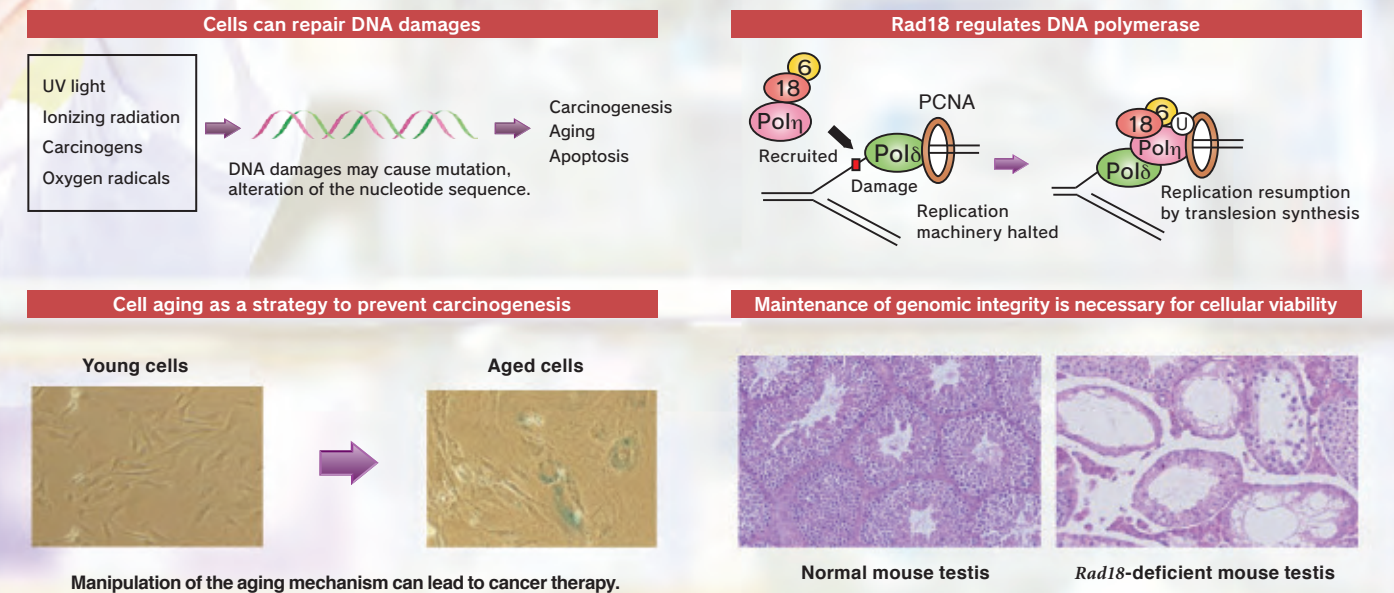 Cells can repair DNA damages
UV light
Ionizing radiation
Carcinogens
Oxygen radicals
DNA damages may cause mutation,
alteration of the nucleotide sequence.
Carcinogenesis
Aging
Apoptosis
Rad18 regulates DNA polymerase
6
18
Polη
Recruited
Polδ
PCNA
Damage
Replication
machinery halted
6
18
U
Polη
Polδ
Replication resumption
by translesion synthesis
Cell aging as a strategy to prevent carcinogenesis
Young cells
Aged cells
Manipulation of the aging mechanism can lead to cancer therapy.
Maintenance of genomic integrity is necessary for cellular viability
Normal mouse testis
Rad18-deficient mouse testis